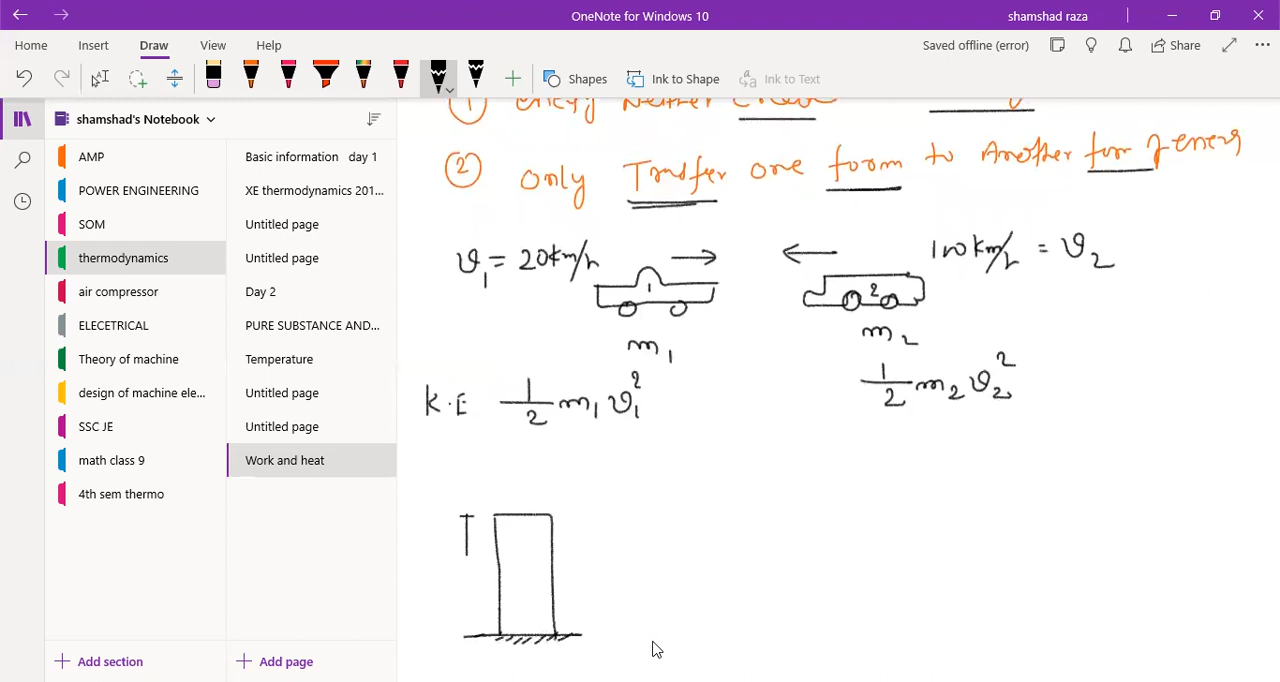 OneNote for Windows 10
shamshad raza
Home Insert Draw View Help
Saved offline (error)
Share
Shapes
Ink to Shape
Ink to Text
shamshad's Notebook
AMP
POWER ENGINEERING
SOM
thermodynamics
air compressor
ELECETRICAL
Theory of machine
design of machine ele...
SSC JE
math class 9
4th sem thermo
Add section
Basic information day 1
XE thermodynamics 201...
Untitled page
Untitled page
Day 2
PURE SUBSTANCE AND...
Temperature
Untitled page
Untitled page
Work and heat
Add page
① Neither
② only Transfer one form to Another form
ϑ₁ = 20km/h
1
2
100km/h = ϑ₂
m₁
m₂
K.E 1/2 m₁ϑ₁²
1/2 m₂ϑ₂²